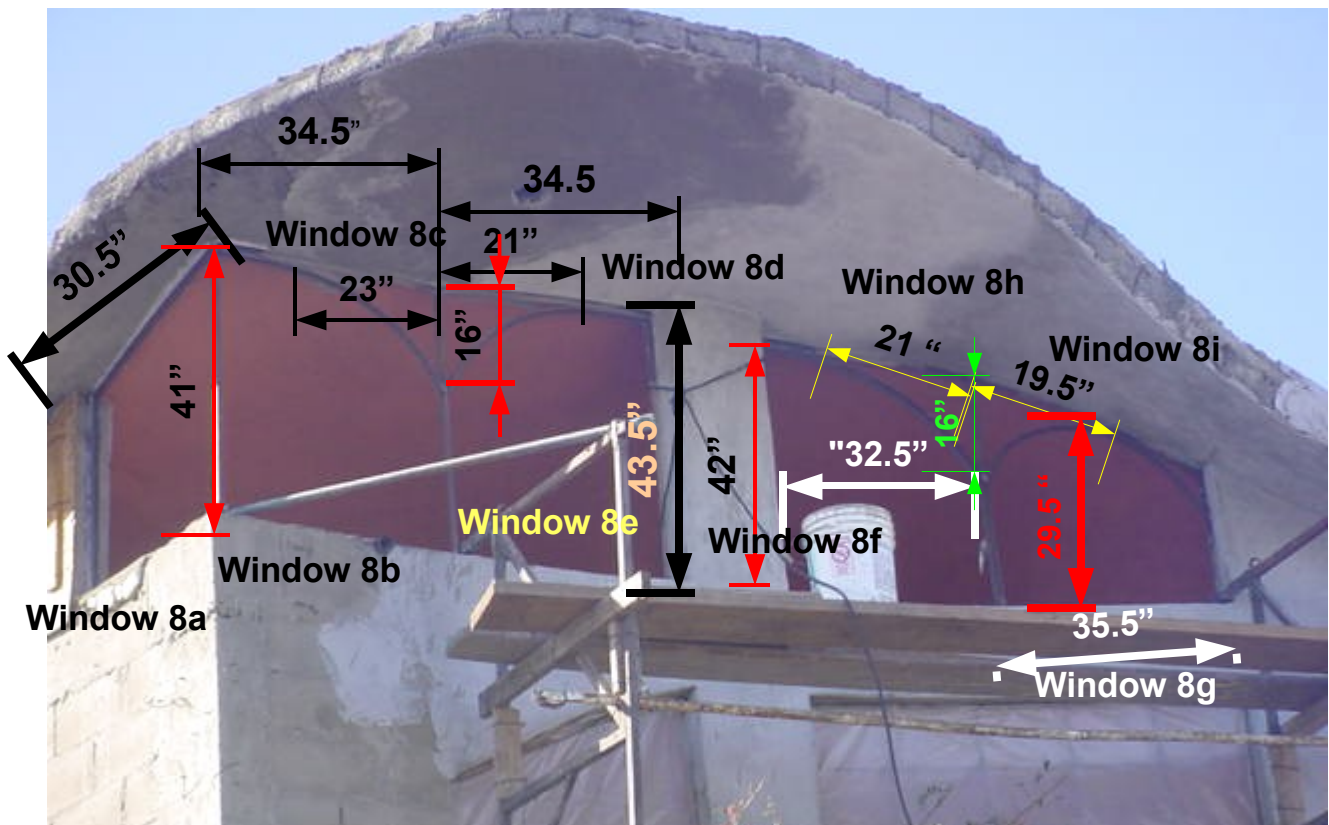 34.5”
34.5
Window 8c
21”
30.5”
Window 8d
23”
Window 8h
16”
21 “
Window 8i
19.5”
41”
16”
43.5”
42”
"32.5”
29.5 “
Window 8e
Window 8f
Window 8b
Window 8a
35.5”
Window 8g